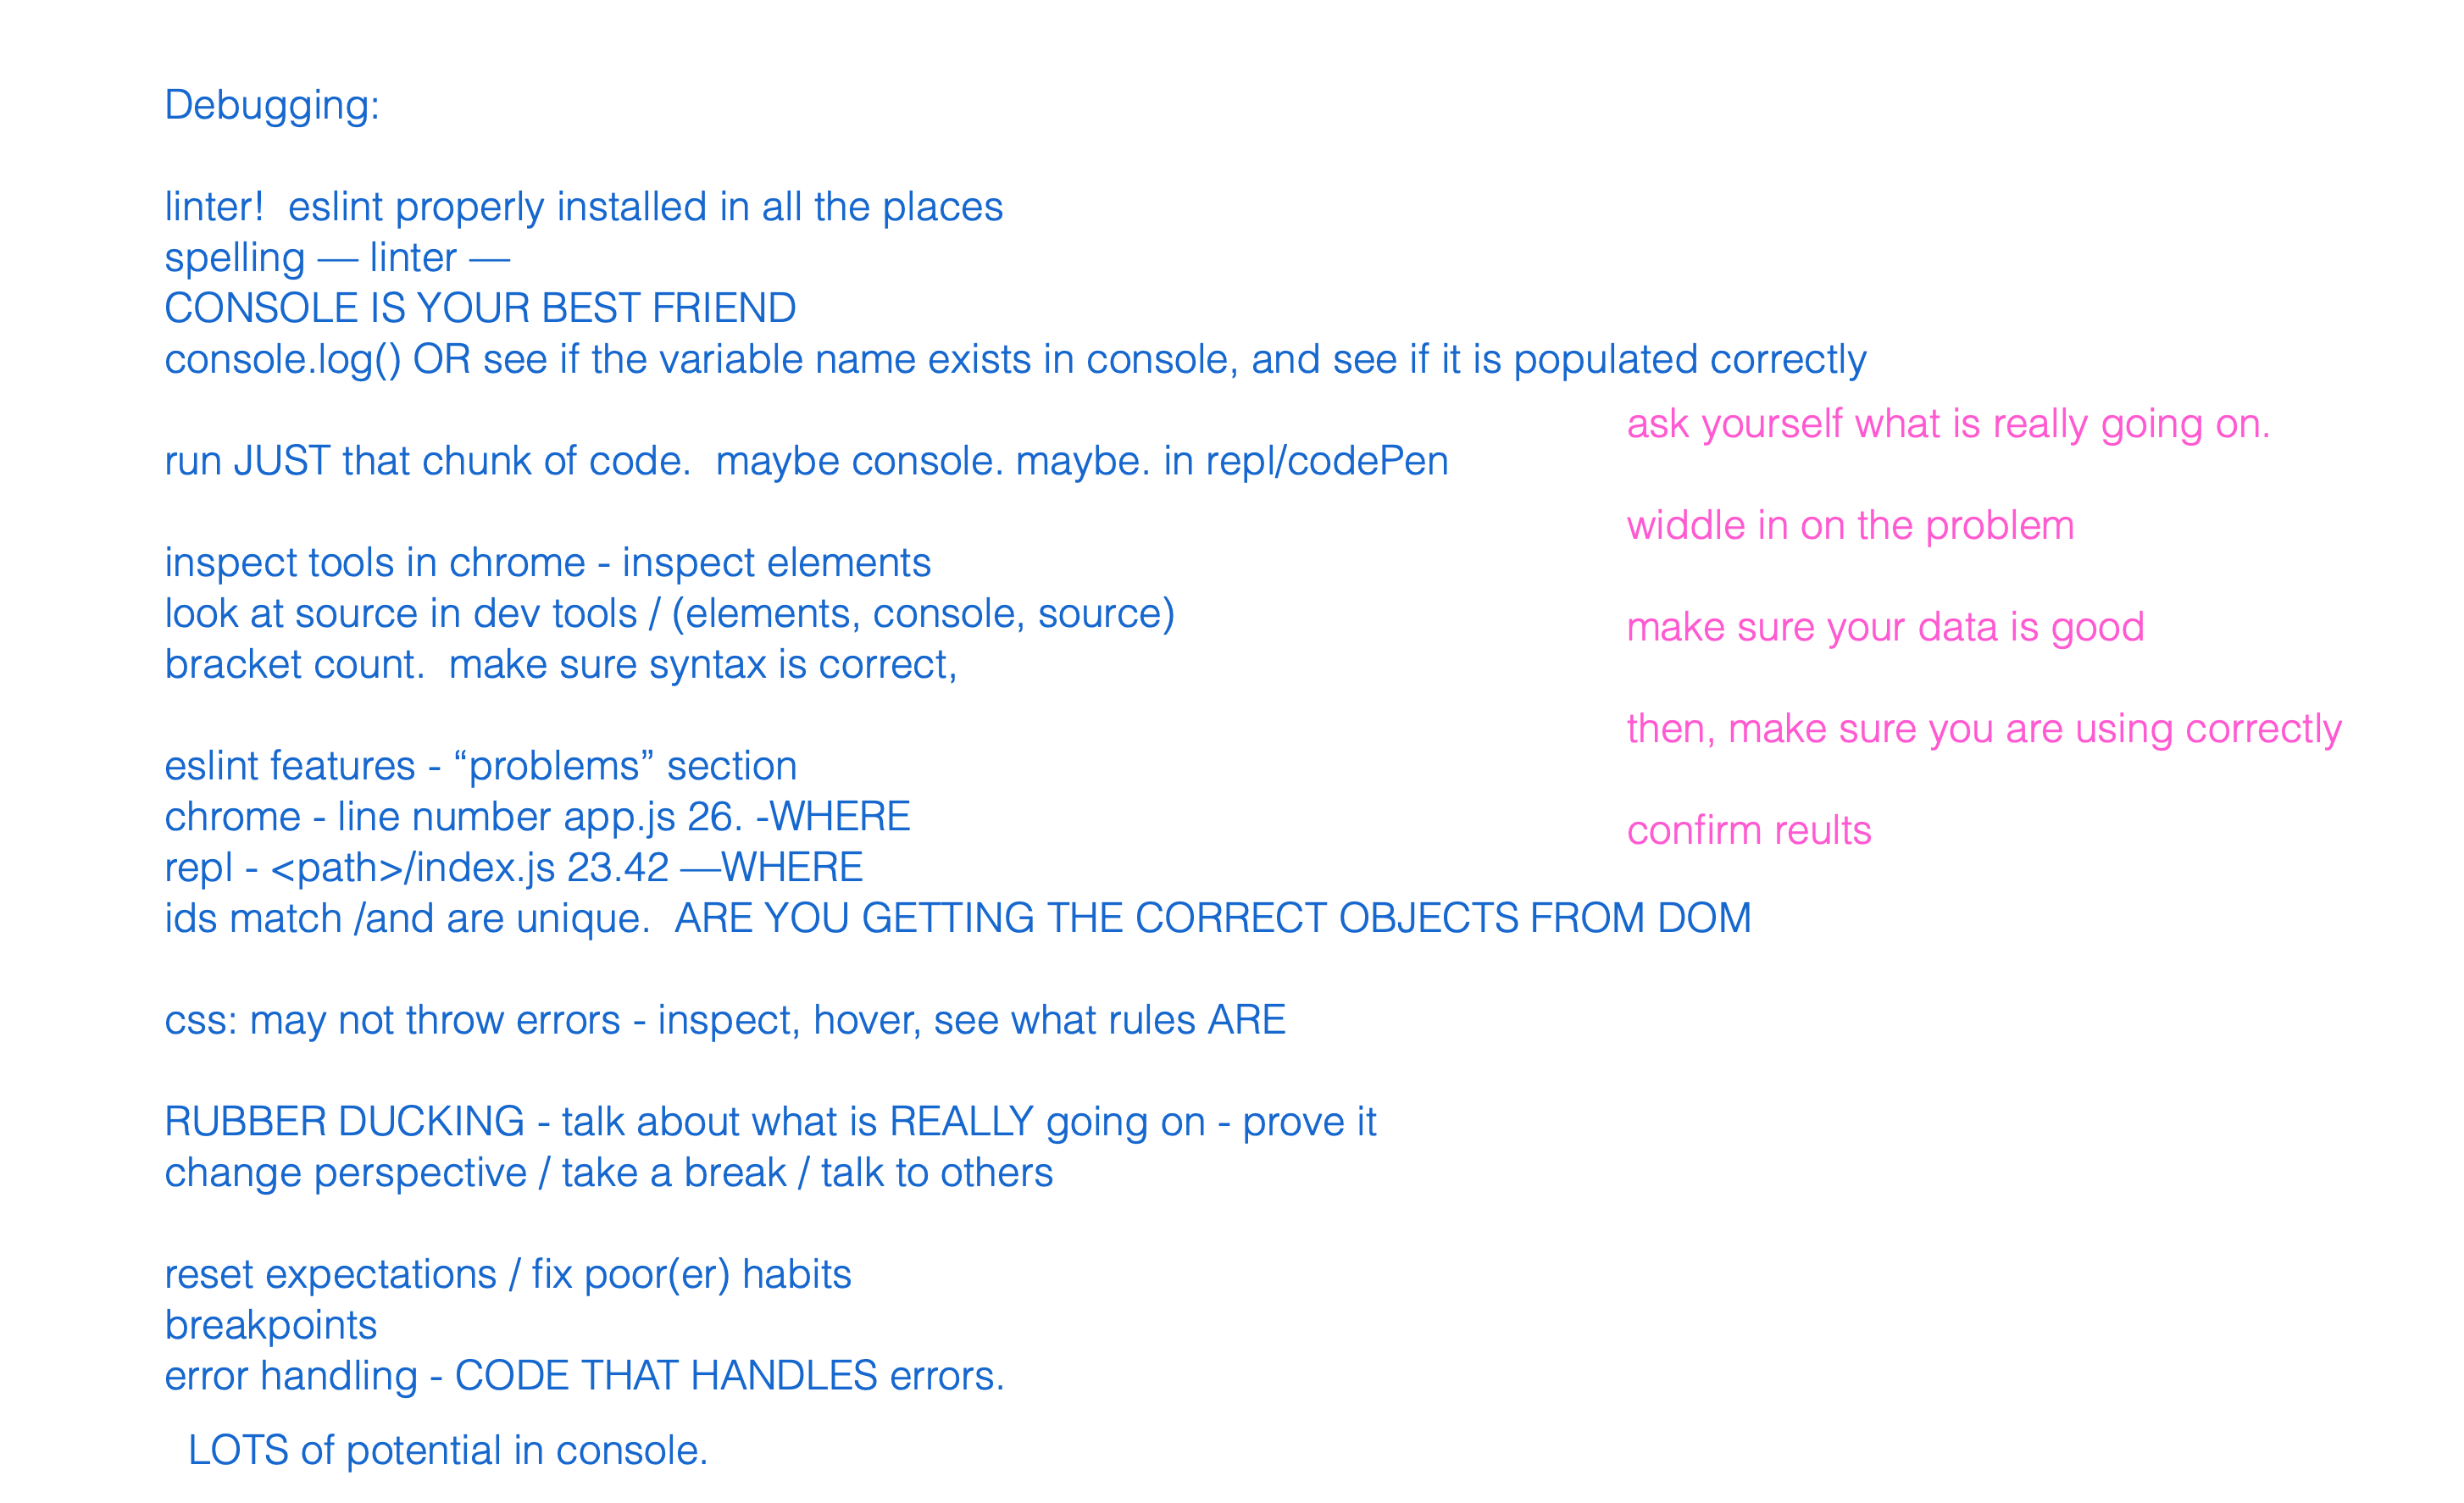 Debugging:
linter!  eslint properly installed in all the places
spelling — linter —
CONSOLE IS YOUR BEST FRIEND
console.log() OR see if the variable name exists in console, and see if it is populated correctly
run JUST that chunk of code.  maybe console. maybe. in repl/codePen
inspect tools in chrome - inspect elements
look at source in dev tools / (elements, console, source)
bracket count.  make sure syntax is correct,
eslint features - “problems” section
chrome - line number app.js 26. -WHERE
repl - <path>/index.js 23.42 —WHERE
ids match /and are unique.  ARE YOU GETTING THE CORRECT OBJECTS FROM DOM
css: may not throw errors - inspect, hover, see what rules ARE
RUBBER DUCKING - talk about what is REALLY going on - prove it
change perspective / take a break / talk to others
reset expectations / fix poor(er) habits
breakpoints
error handling - CODE THAT HANDLES errors.
LOTS of potential in console.
ask yourself what is really going on.
widdle in on the problem
make sure your data is good
then, make sure you are using correctly
confirm reults